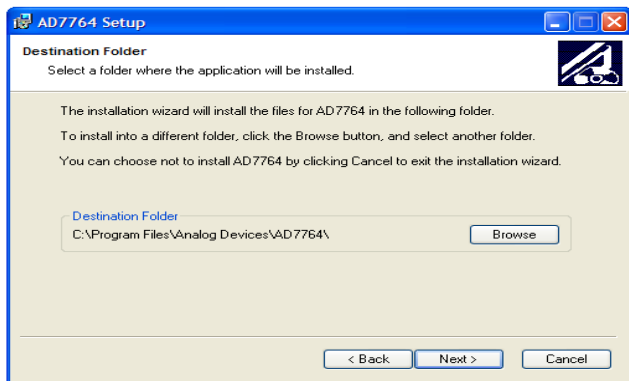 AD7764 Setup
Destination Folder
Select a folder where the application will be installed.
The installation wizard will install the files for AD7764 in the following folder.
To install into a different folder, click the Browse button, and select another folder.
You can choose not to install AD7764 by clicking Cancel to exit the installation wizard.
Destination Folder
C:\Program Files\Analog Devices\AD7764\
Browse
< Back
Next >
Cancel